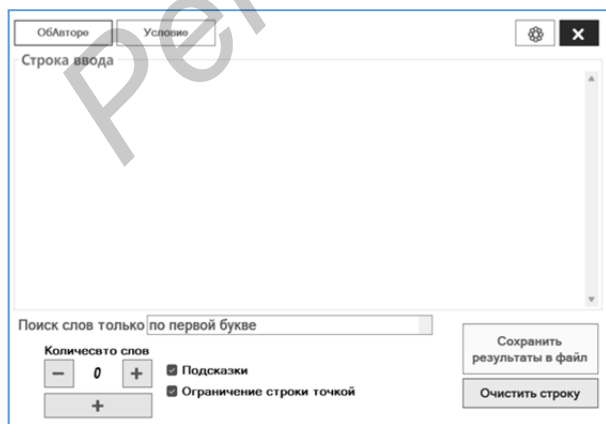 ОбАвторе Условие
Строка ввода
Поиск слов только по первой букве
Количесвто слов
0
Подсказки
Ограничение строки точкой
Сохранить
результаты в файл
Очистить строку